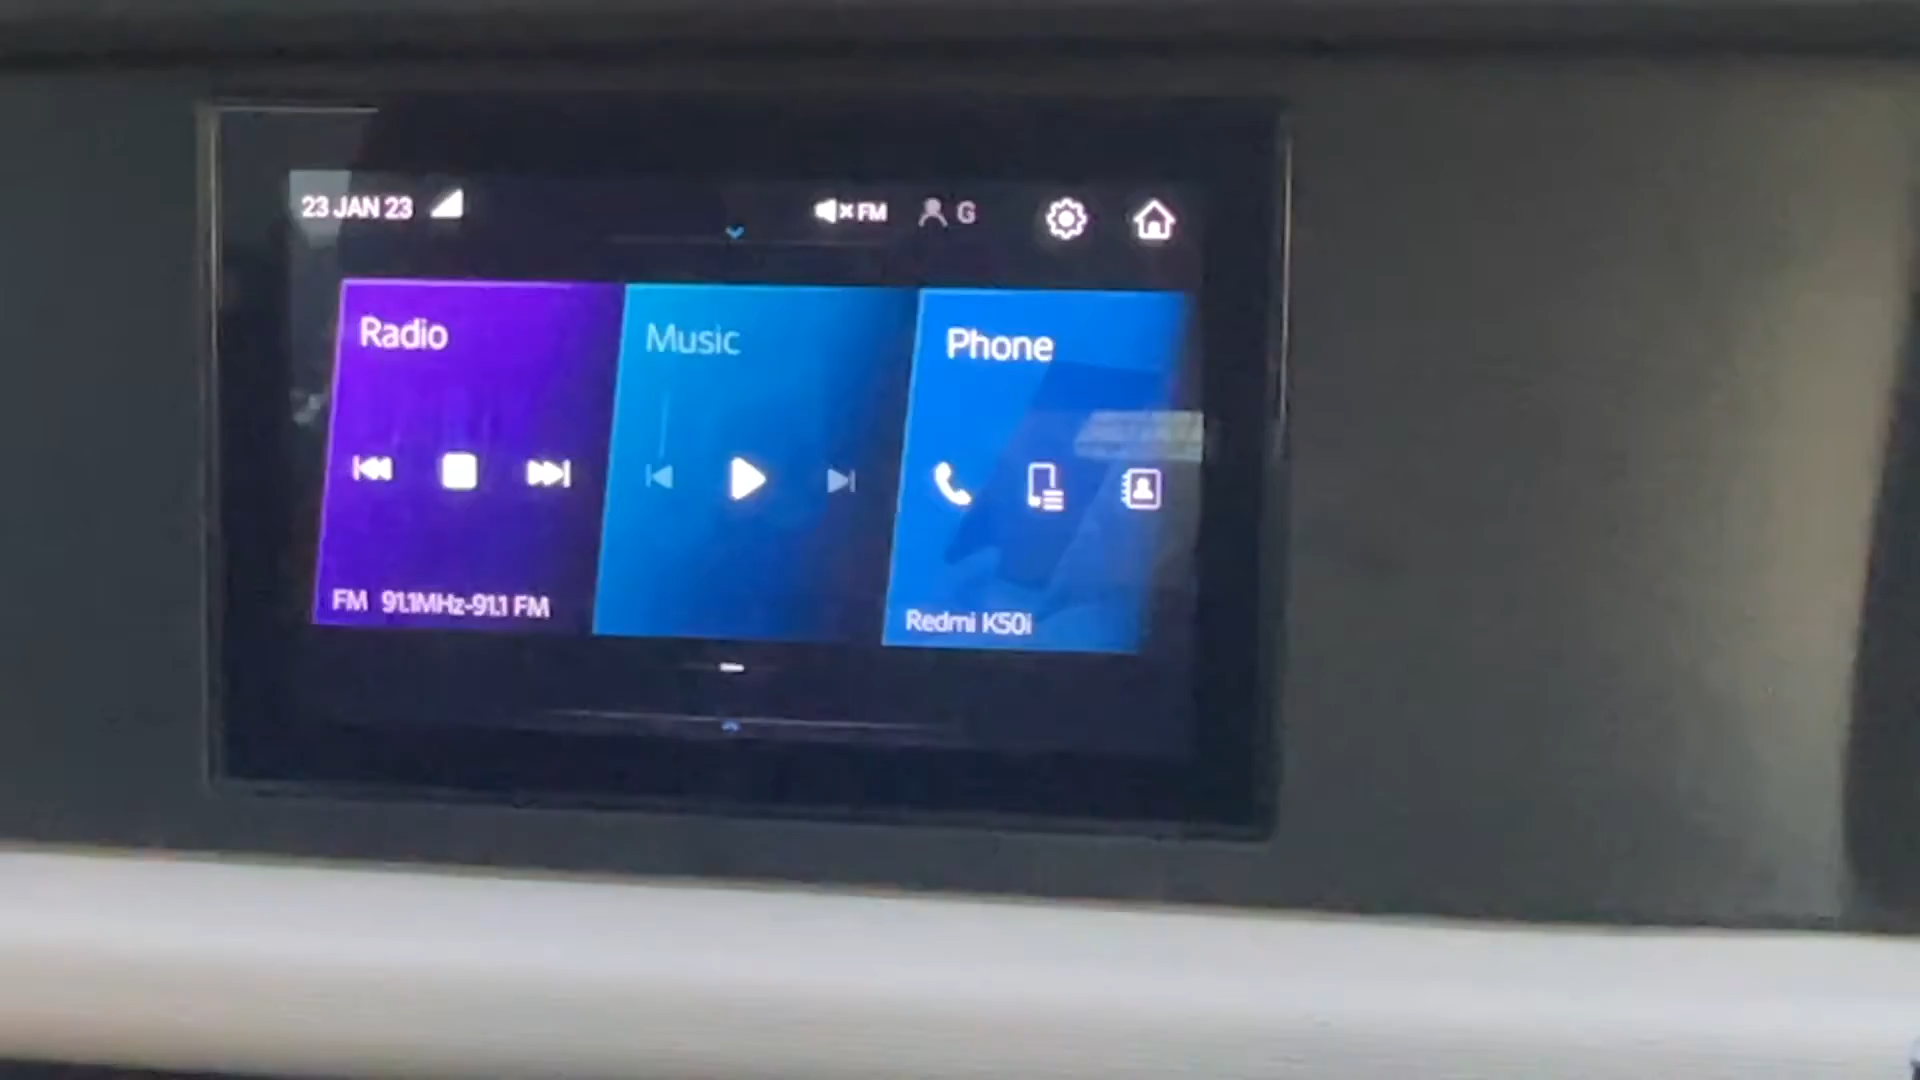 23 JAN 23
FM
G
Radio
Music
Phone
FM 91.1MHz-91.1 FM
Redmi K50i